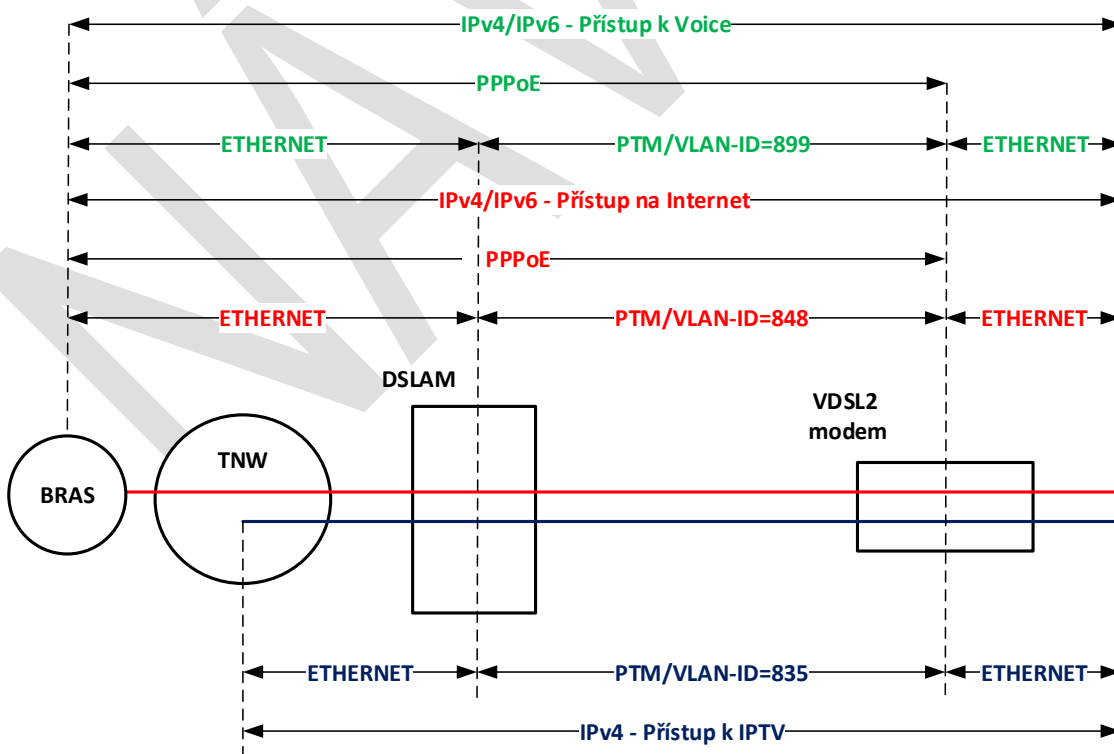 IPv4/IPv6 - Přístup k Voice
PPPoE
ETHERNET PTM/VLAN-ID=899 ETHERNET
IPv4/IPv6 - Přístup na Internet
PPPoE
ETHERNET PTM/VLAN-ID=848 ETHERNET
DSLAM
VDSL2
modem
TNW
BRAS
ETHERNET PTM/VLAN-ID=835 ETHERNET
IPv4 - Přístup k IPTV